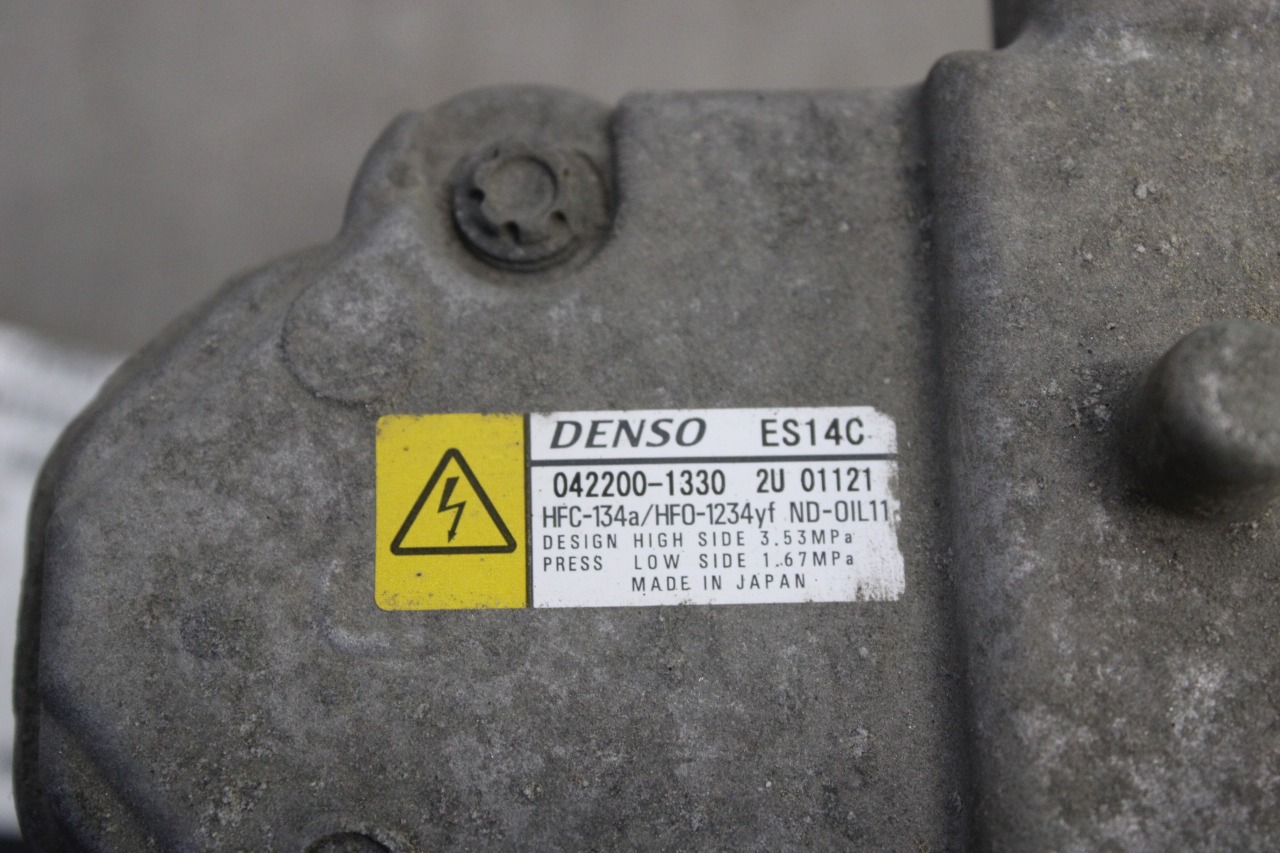 DENSO ES14C
042200-1330 2U 01121
HFC-134a/HFO-1234yf ND-OIL11
DESIGN HIGH SIDE 3.53MPa
PRESS LOW SIDE 1.67MPa
MADE IN JAPAN